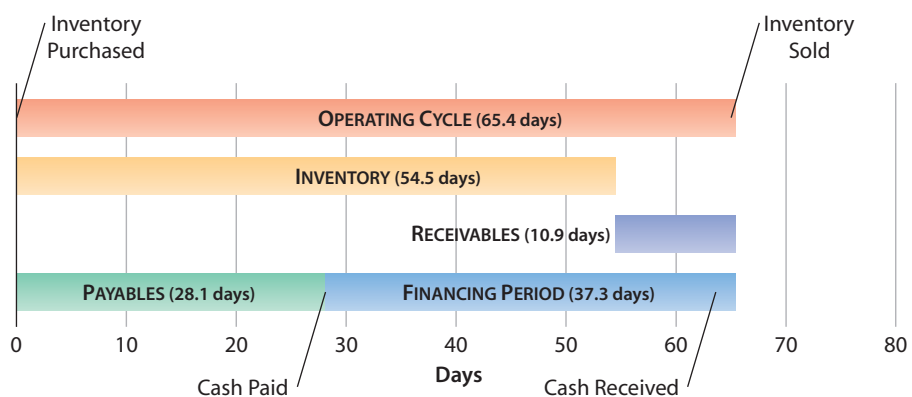 Inventory
Purchased
Inventory
Sold
OPERATING CYCLE (65.4 days)
INVENTORY (54.5 days)
RECEIVABLES (10.9 days)
PAYABLES (28.1 days)
FINANCING PERIOD (37.3 days)
0 10 20 30 40 50 60 70 80
Days
Cash Paid
Cash Received